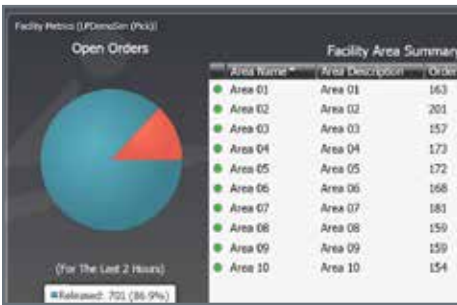 Facility Metrics (LPDemoSim (Pick))
Open Orders
Facility Area Summary
Area Name Area Description Order
Area 01 Area 01 163
Area 02 Area 02 201
Area 03 Area 03 157
Area 04 Area 04 173
Area 05 Area 05 172
Area 06 Area 06 168
Area 07 Area 07 181
Area 08 Area 08 159
Area 09 Area 09 159
Area 10 Area 10 154
(For The Last 2 Hours)
Released: 701 (86.9%)